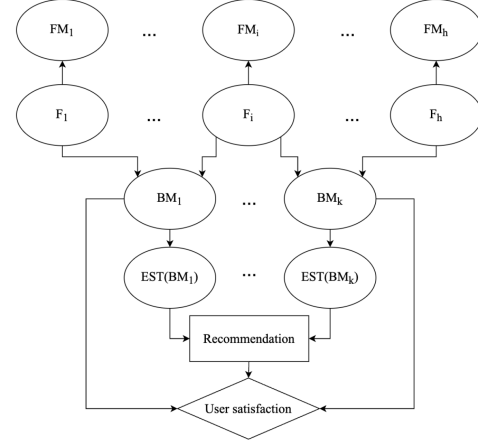 FM₁ ... FMᵢ ... FMₕ
F₁ ... Fᵢ ... Fₕ
BM₁ ... BMₖ
EST(BM₁) ... EST(BMₖ)
Recommendation
User satisfaction